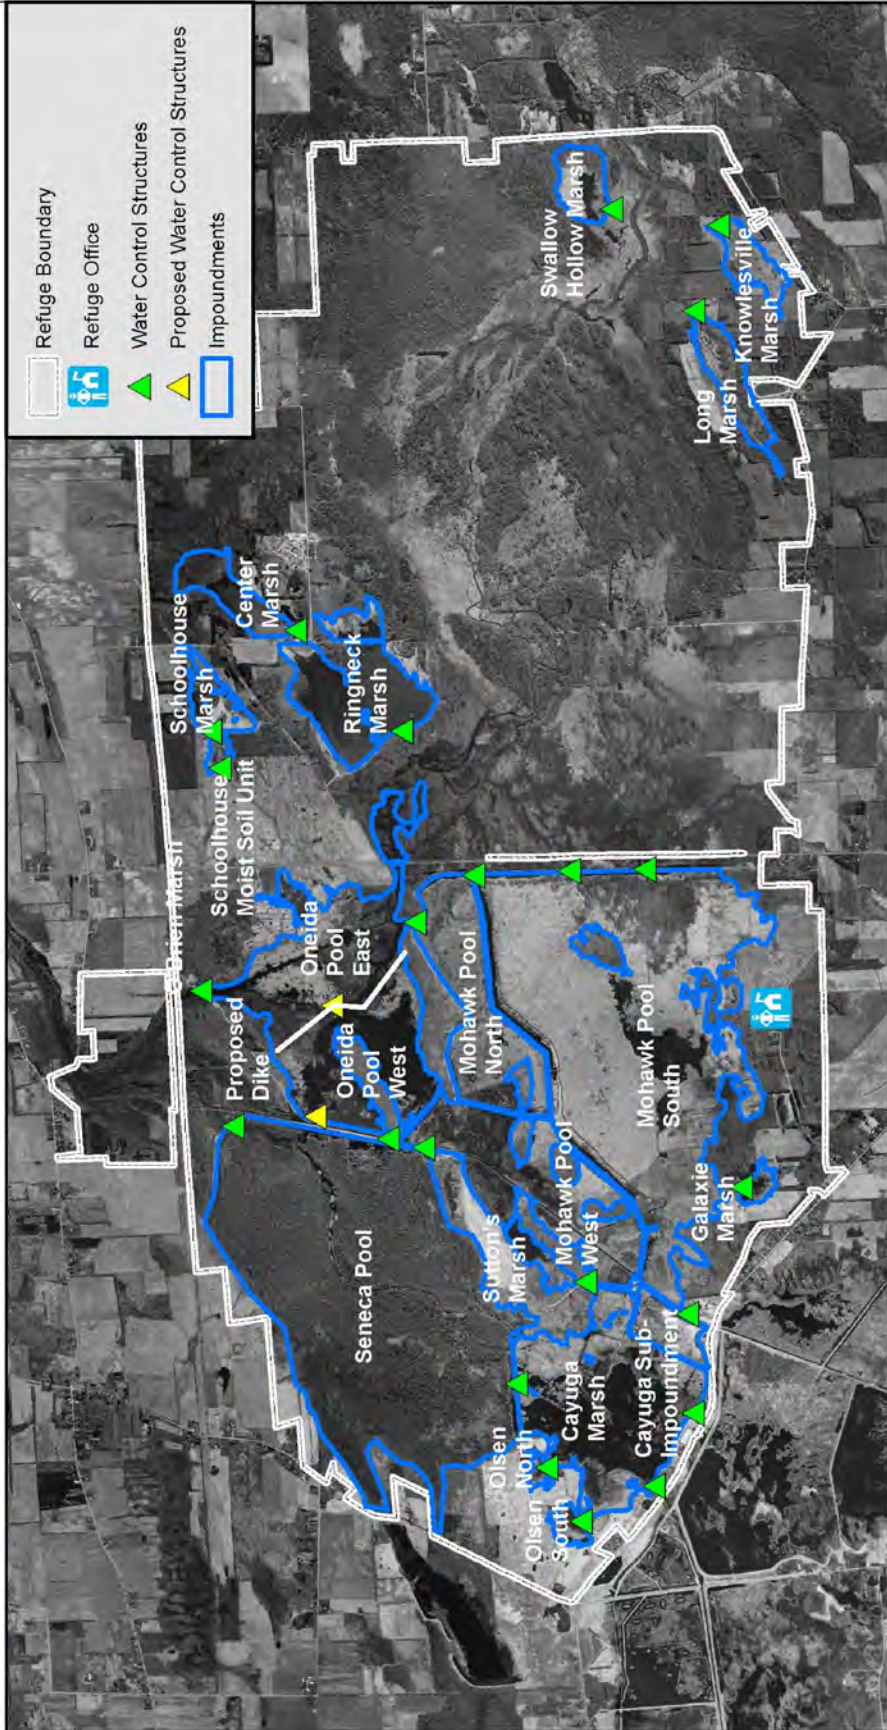 Refuge Boundary
Refuge Office
Water Control Structures
Proposed Water Control Structures
Impoundments
O'Brien Marsh
Schoolhouse
Marsh
Center
Marsh
Schoolhouse
Moist Soil Unit
Ringneck
Marsh
Swallow
Hollow Marsh
Long
Marsh
Knowlesville
Marsh
Proposed
Dike
Oneida
Pool
East
Oneida
Pool
West
Seneca Pool
Mohawk Pool
North
Mohawk Pool
South
Mohawk Pool
West
Sutton's
Marsh
Olsen
North
Olsen
South
Cayuga
Marsh
Cayuga Sub-
Impoundment
Galaxie
Marsh